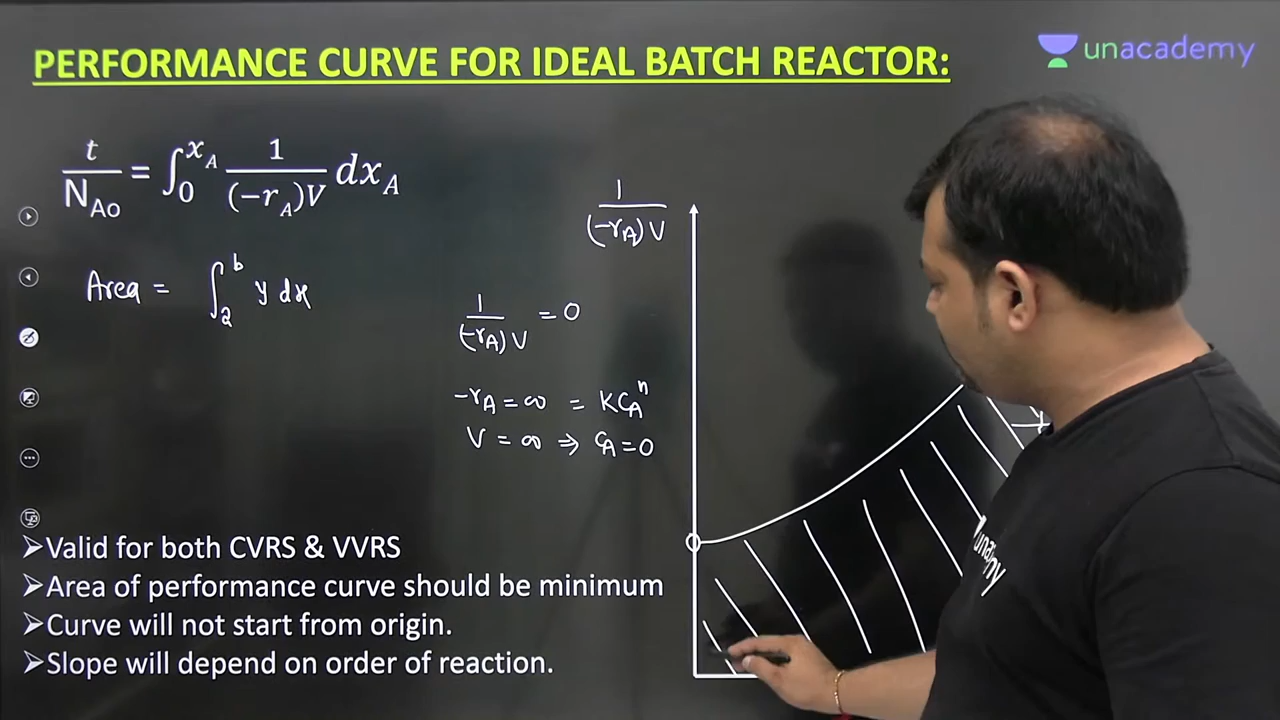 PERFORMANCE CURVE FOR IDEAL BATCH REACTOR:
unacademy
t/N_Ao = ∫_0^x_A 1/((-r_A)V) dx_A
1/((-r_A)V)
Area = ∫_a^b y dx
1/((-r_A)V) = 0
-r_A = ∞ = KC_A^n
V = ∞ ⇒ C_A = 0
➢Valid for both CVRS & VVRS
➢Area of performance curve should be minimum
➢Curve will not start from origin.
➢Slope will depend on order of reaction.
unacademy